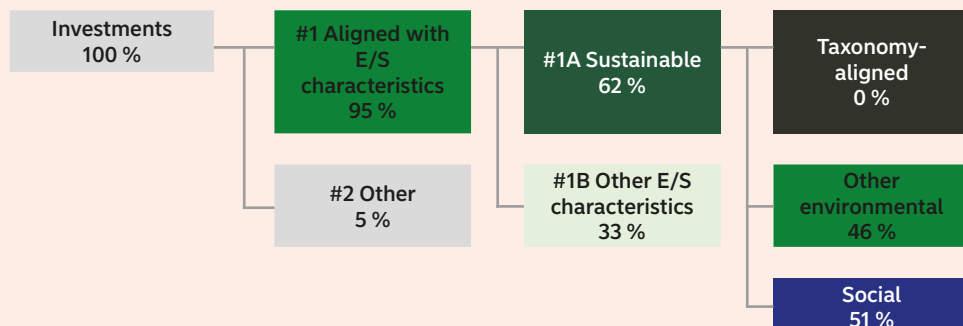 Investments
100 %
#1 Aligned with
E/S
characteristics
95 %
#2 Other
5 %
#1A Sustainable
62 %
#1B Other E/S
characteristics
33 %
Taxonomy-
aligned
0 %
Other
environmental
46 %
Social
51 %